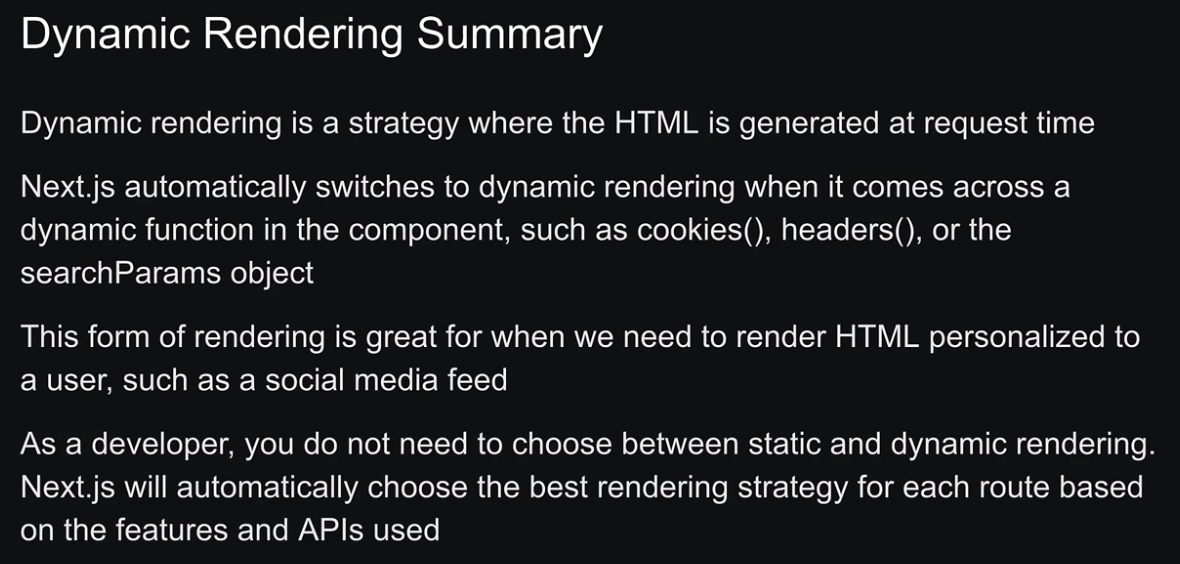 Dynamic Rendering Summary
Dynamic rendering is a strategy where the HTML is generated at request time
Next.js automatically switches to dynamic rendering when it comes across a
dynamic function in the component, such as cookies(), headers(), or the
searchParams object
This form of rendering is great for when we need to render HTML personalized to
a user, such as a social media feed
As a developer, you do not need to choose between static and dynamic rendering.
Next.js will automatically choose the best rendering strategy for each route based
on the features and APIs used